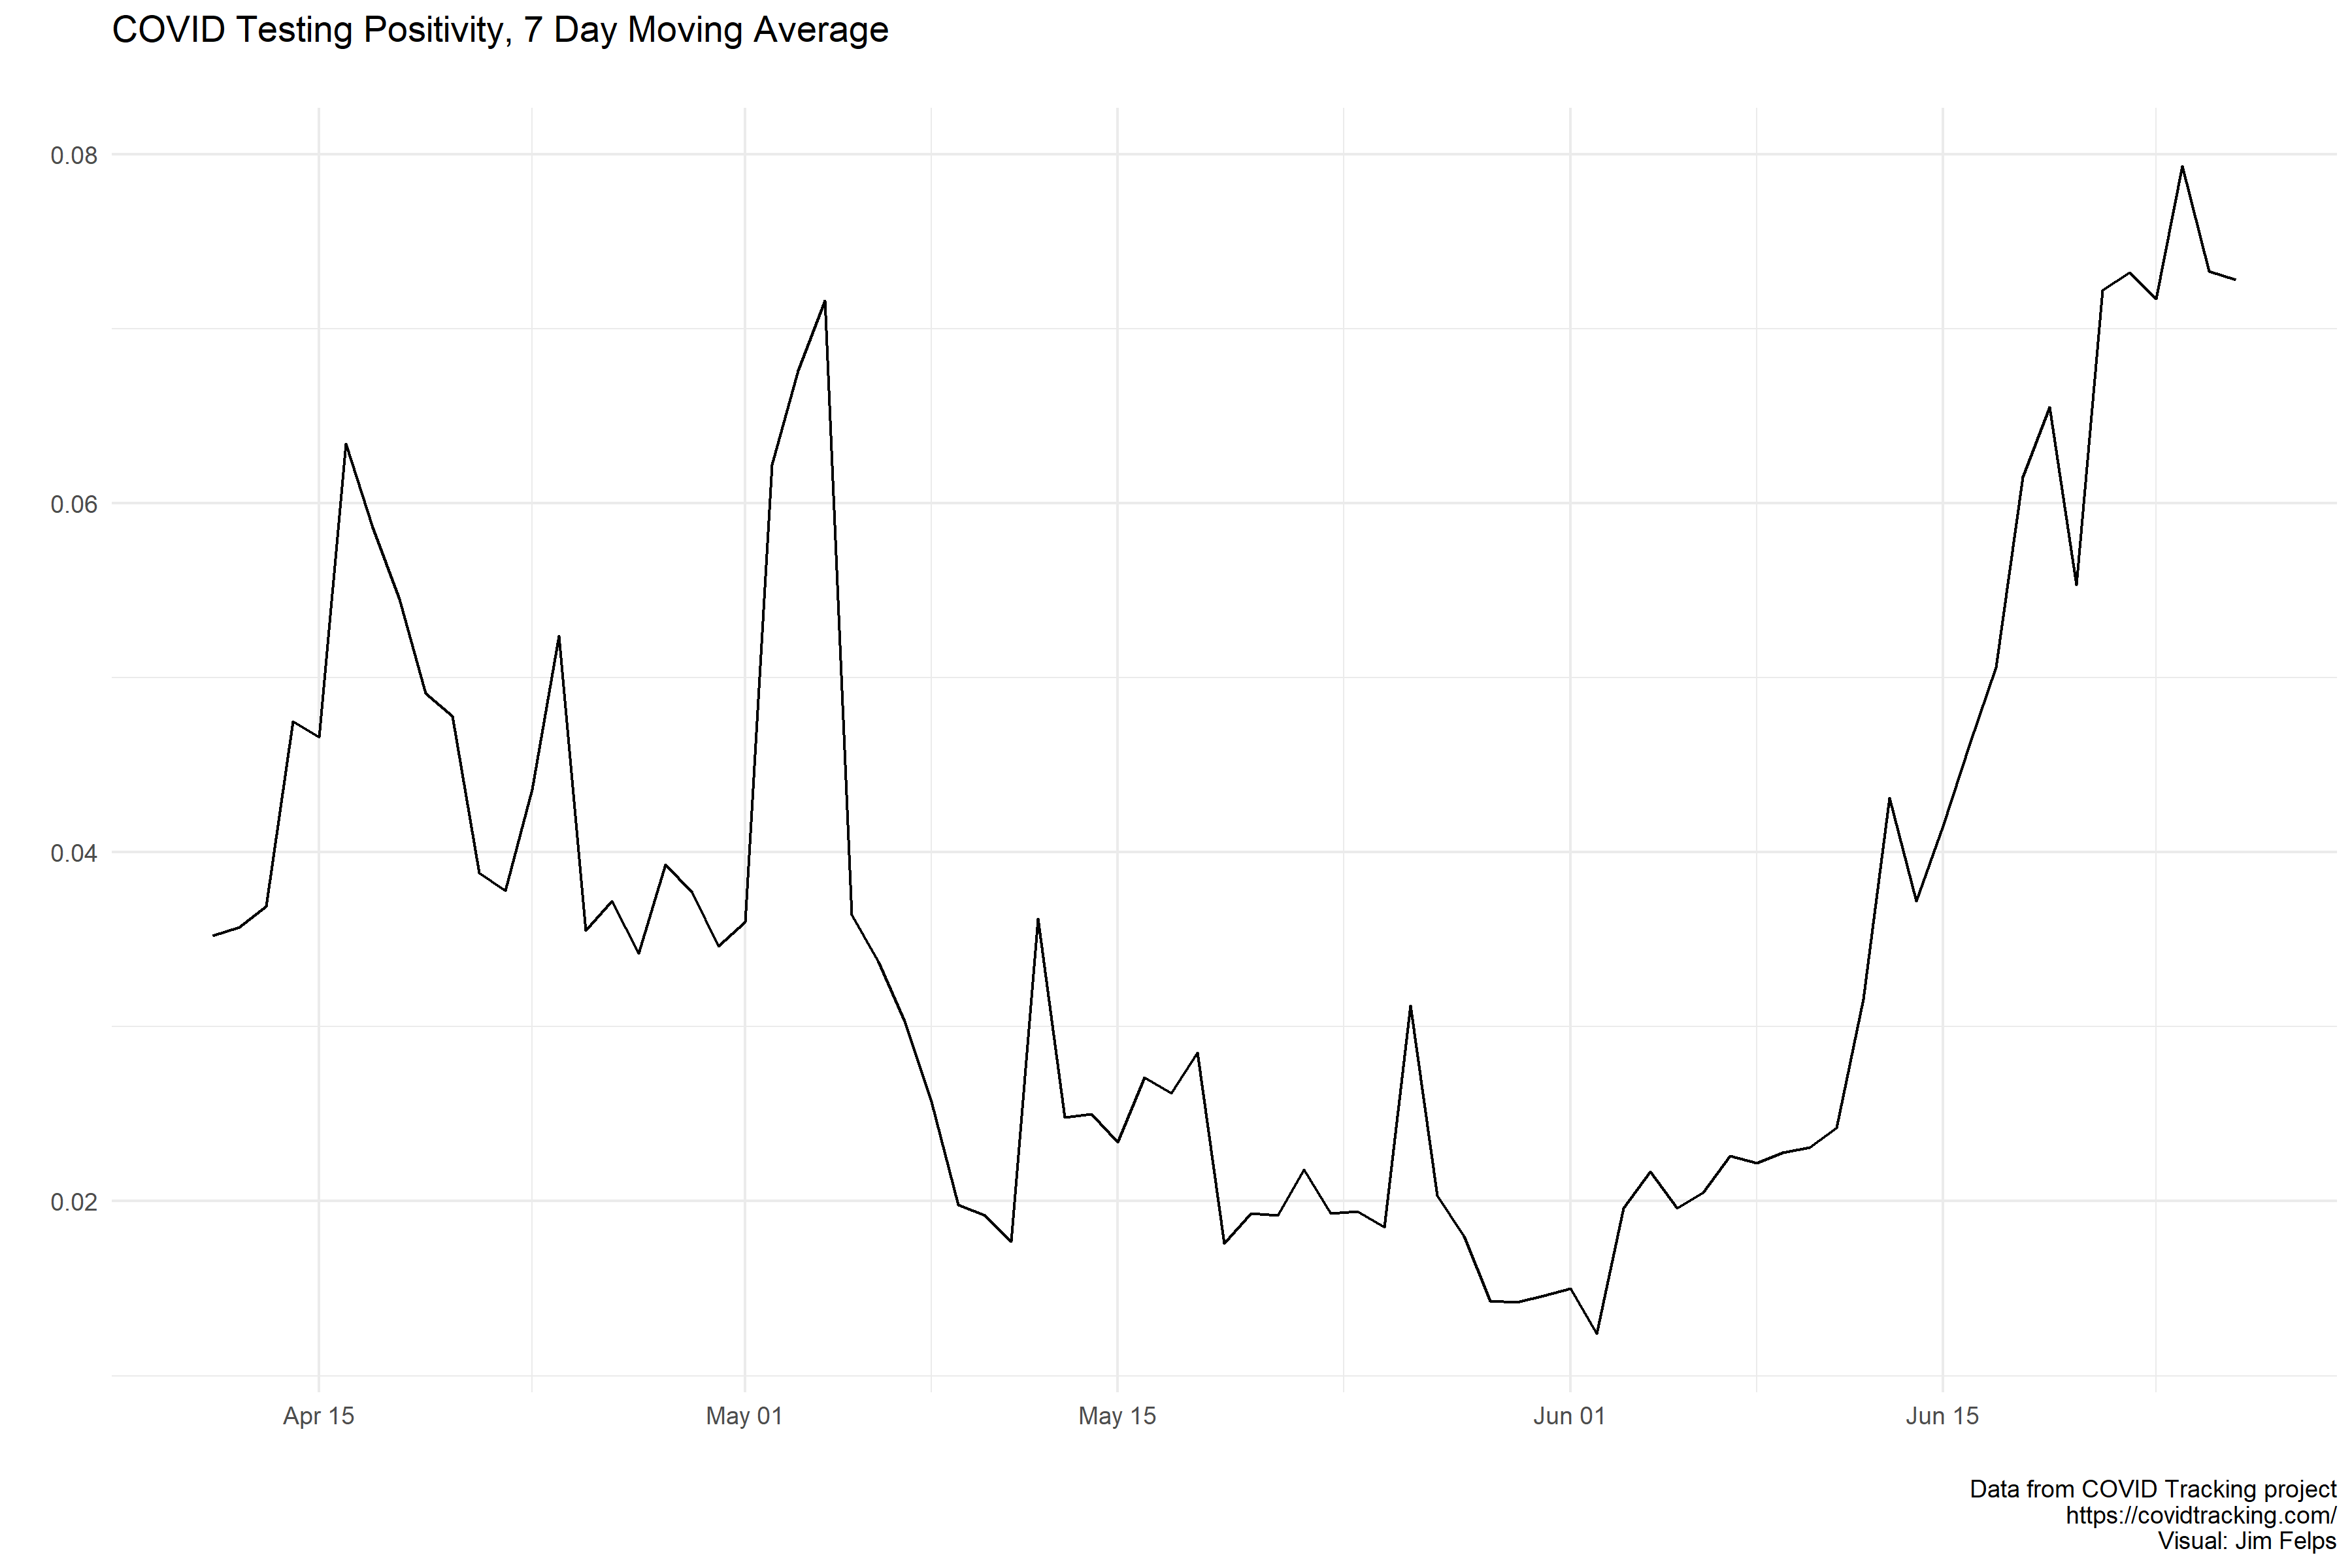 COVID Testing Positivity, 7 Day Moving Average
0.08
0.06
0.04
0.02
Apr 15
May 01
May 15
Jun 01
Jun 15
Data from COVID Tracking project
https://covidtracking.com/
Visual: Jim Felps